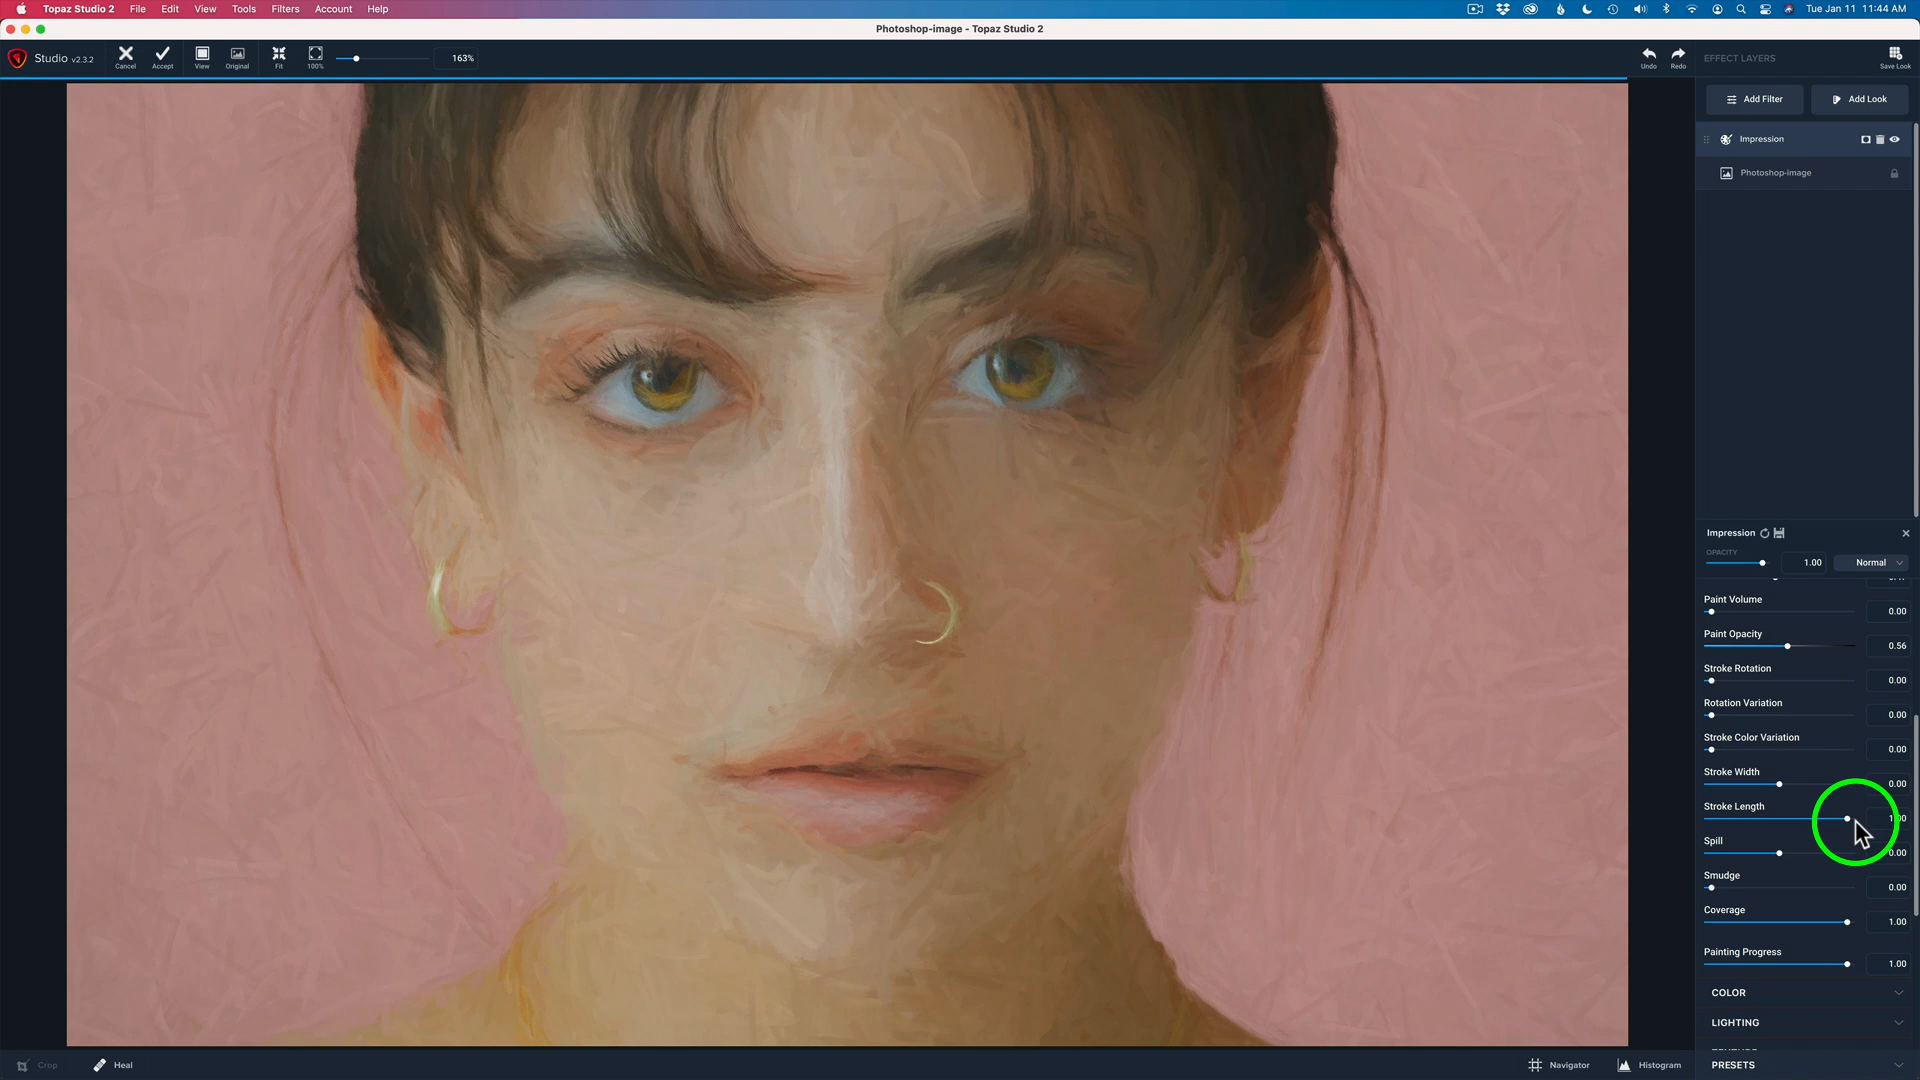 Topaz Studio 2 File Edit View Tools Filters Account Help Tue Jan 11 11:44 AM
Photoshop-image - Topaz Studio 2
Studio v2.3.2 Cancel Accept View Original Fit 100% 163% Undo Redo EFFECT LAYERS Save Look
Add Filter Add Look
Impression
Photoshop-image
Impression
OPACITY
1.00 Normal
Paint Volume
0.00
Paint Opacity
0.56
Stroke Rotation
0.00
Rotation Variation
0.00
Stroke Color Variation
0.00
Stroke Width
0.00
Stroke Length
1.00
Spill
0.00
Smudge
0.00
Coverage
1.00
Painting Progress
1.00
COLOR
LIGHTING
PRESETS
Crop Heal Navigator Histogram